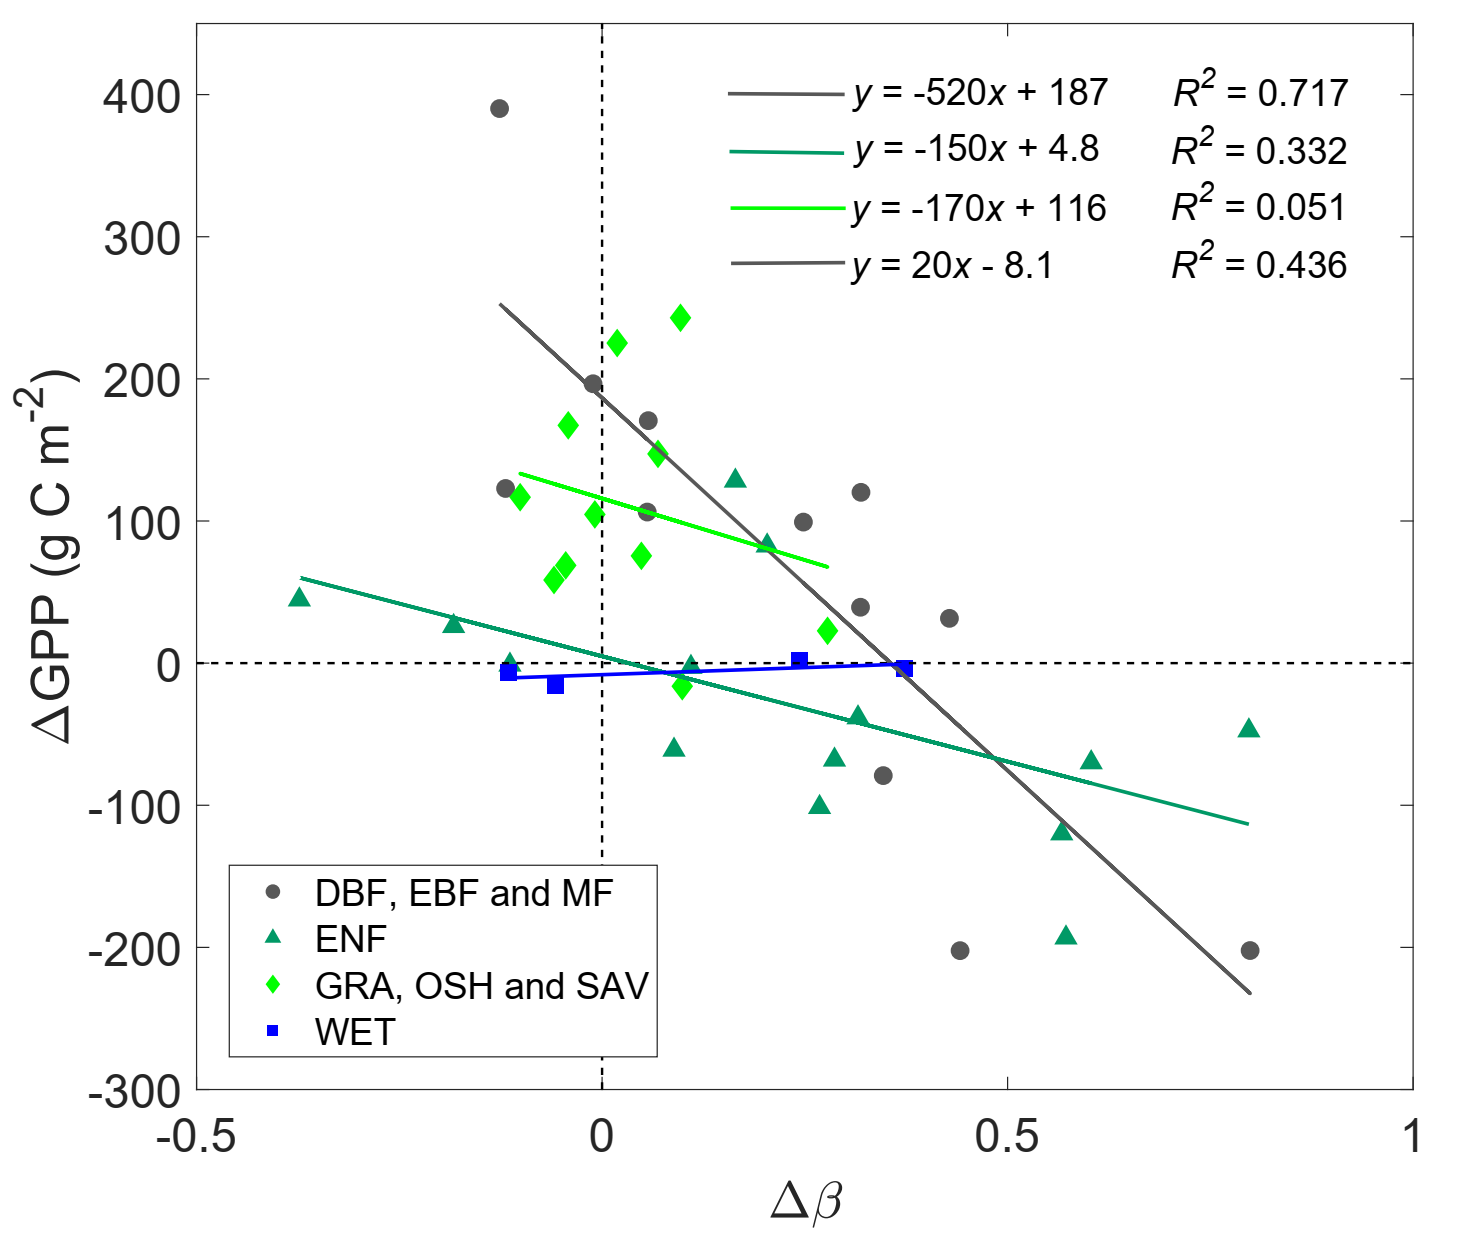 400
300
200
100
0
-100
-200
-300
-0.5 0 0.5 1
ΔGPP (g C m-2)
Δβ
y = -520x + 187 R2 = 0.717
y = -150x + 4.8 R2 = 0.332
y = -170x + 116 R2 = 0.051
y = 20x - 8.1 R2 = 0.436
DBF, EBF and MF
ENF
GRA, OSH and SAV
WET